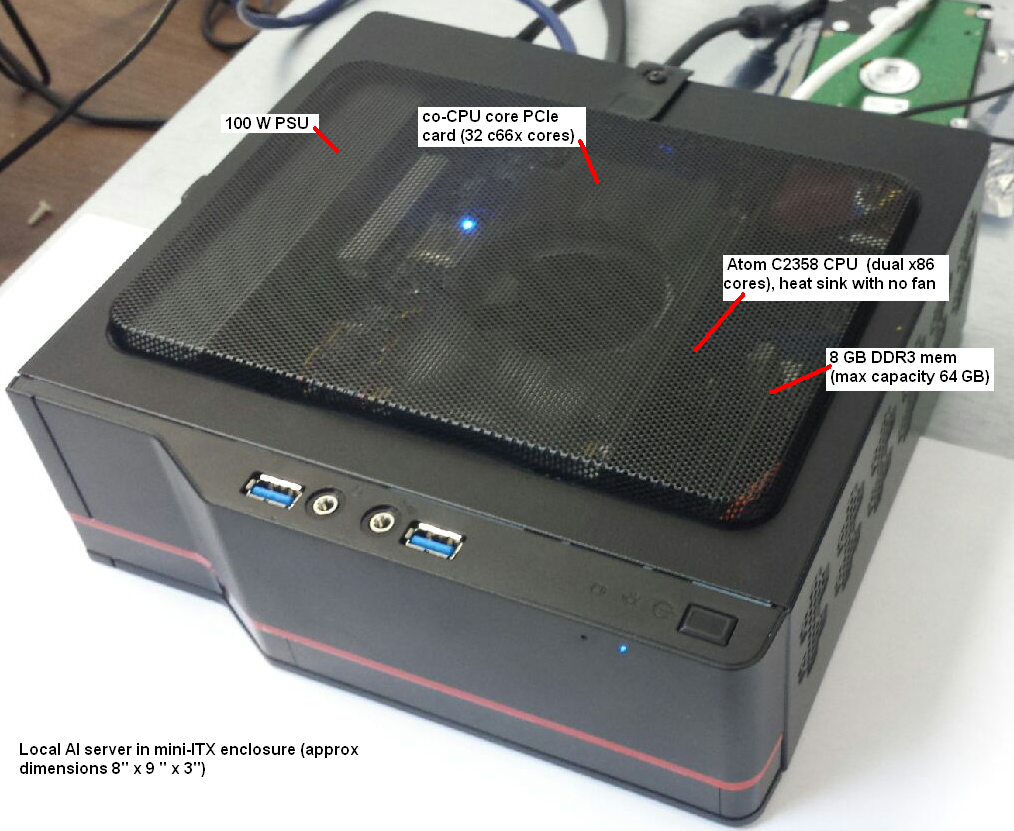 100 W PSU
co-CPU core PCIe
card (32 c66x cores)
Atom C2358 CPU  (dual x86
cores), heat sink with no fan
8 GB DDR3 mem
(max capacity 64 GB)
Local AI server in mini-ITX enclosure (approx
dimensions 8" x 9 " x 3")